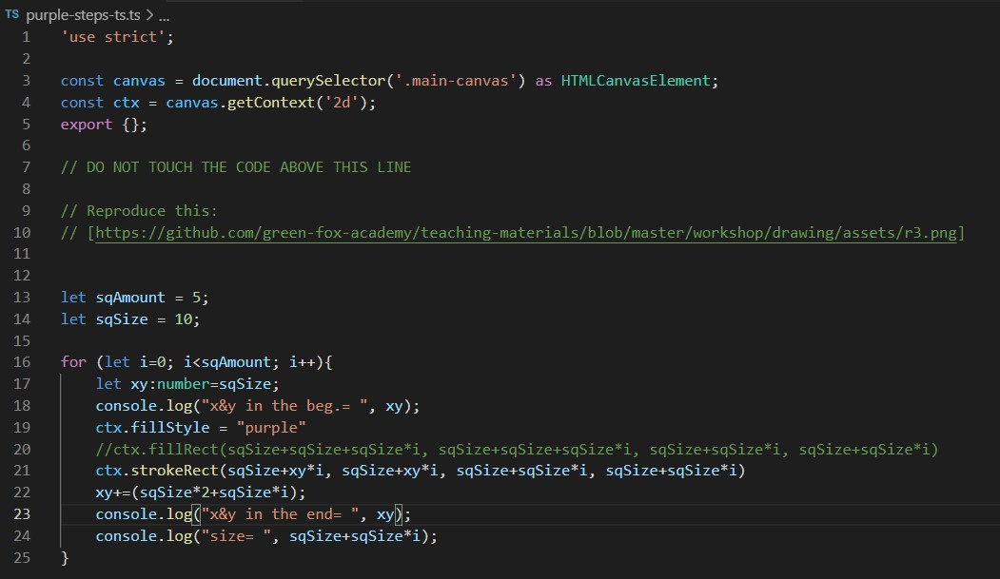 TS purple-steps-ts.ts > ...
1 'use strict';
2
3 const canvas = document.querySelector('.main-canvas') as HTMLCanvasElement;
4 const ctx = canvas.getContext('2d');
5 export {};
6
7 // DO NOT TOUCH THE CODE ABOVE THIS LINE
8
9 // Reproduce this:
10 // [https://github.com/green-fox-academy/teaching-materials/blob/master/workshop/drawing/assets/r3.png]
11
12
13 let sqAmount = 5;
14 let sqSize = 10;
15
16 for (let i=0; i<sqAmount; i++){
17     let xy:number=sqSize;
18     console.log("x&y in the beg.= ", xy);
19     ctx.fillStyle = "purple"
20     //ctx.fillRect(sqSize+sqSize+sqSize*i, sqSize+sqSize+sqSize*i, sqSize+sqSize*i, sqSize+sqSize*i)
21     ctx.strokeRect(sqSize+xy*i, sqSize+xy*i, sqSize+sqSize*i, sqSize+sqSize*i)
22     xy+=(sqSize*2+sqSize*i);
23     console.log("x&y in the end= ", xy);
24     console.log("size= ", sqSize+sqSize*i);
25 }